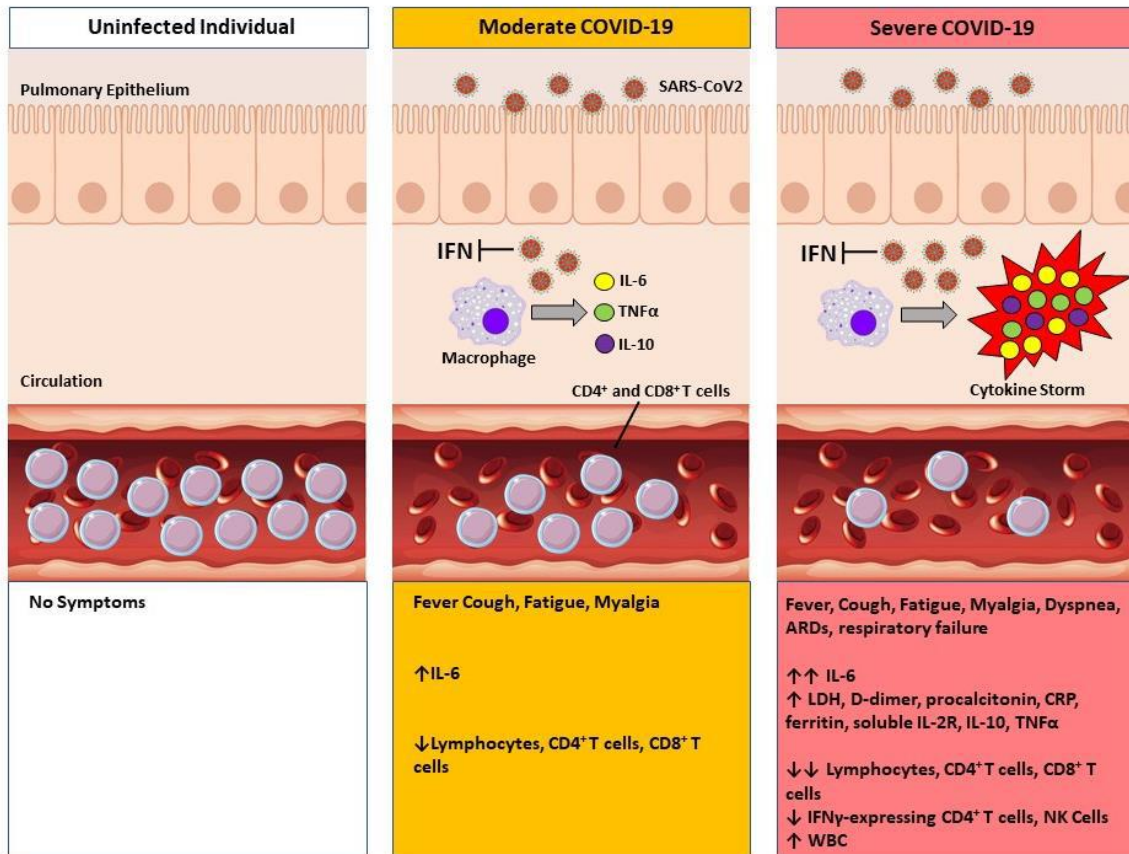 Uninfected Individual
Pulmonary Epithelium
Circulation
No Symptoms
Moderate COVID-19
SARS-CoV2
IFN
IL-6
TNFα
IL-10
Macrophage
CD4⁺ and CD8⁺ T cells
Fever Cough, Fatigue, Myalgia
↑IL-6
↓Lymphocytes, CD4⁺ T cells, CD8⁺ T
cells
Severe COVID-19
IFN
Cytokine Storm
Fever, Cough, Fatigue, Myalgia, Dyspnea,
ARDs, respiratory failure
↑↑ IL-6
↑ LDH, D-dimer, procalcitonin, CRP,
ferritin, soluble IL-2R, IL-10, TNFα
↓↓ Lymphocytes, CD4⁺ T cells, CD8⁺ T
cells
↓ IFNγ-expressing CD4⁺ T cells, NK Cells
↑ WBC